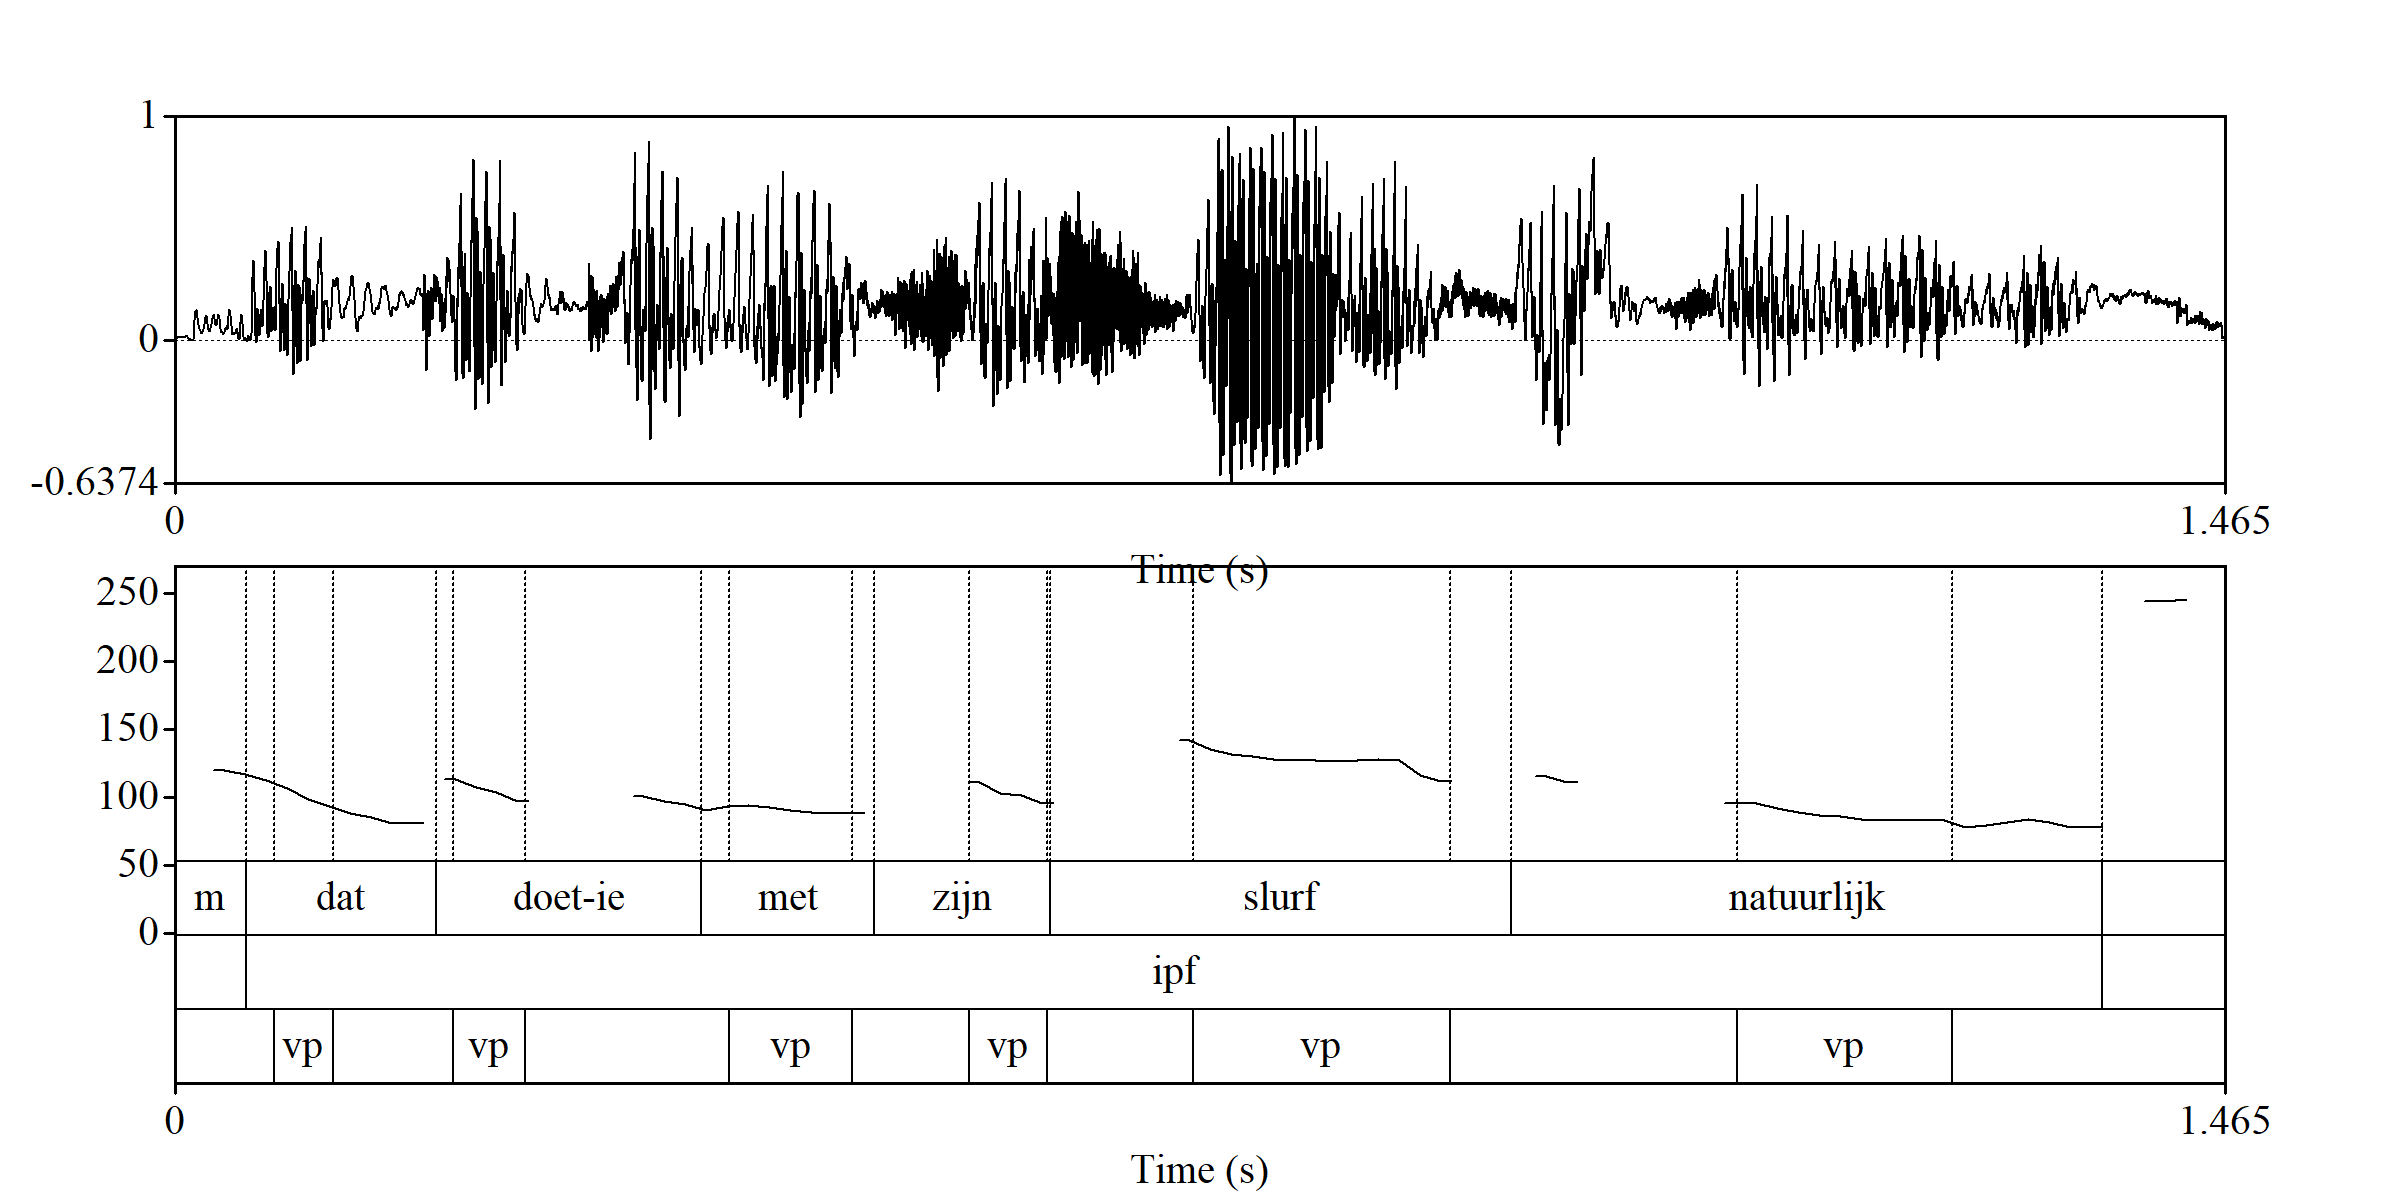 1
0
-0.6374
0 1.465
Time (s)
250
200
150
100
50
0
m dat doet-ie met zijn slurf natuurlijk
ipf
vp vp vp vp vp vp
0 1.465
Time (s)